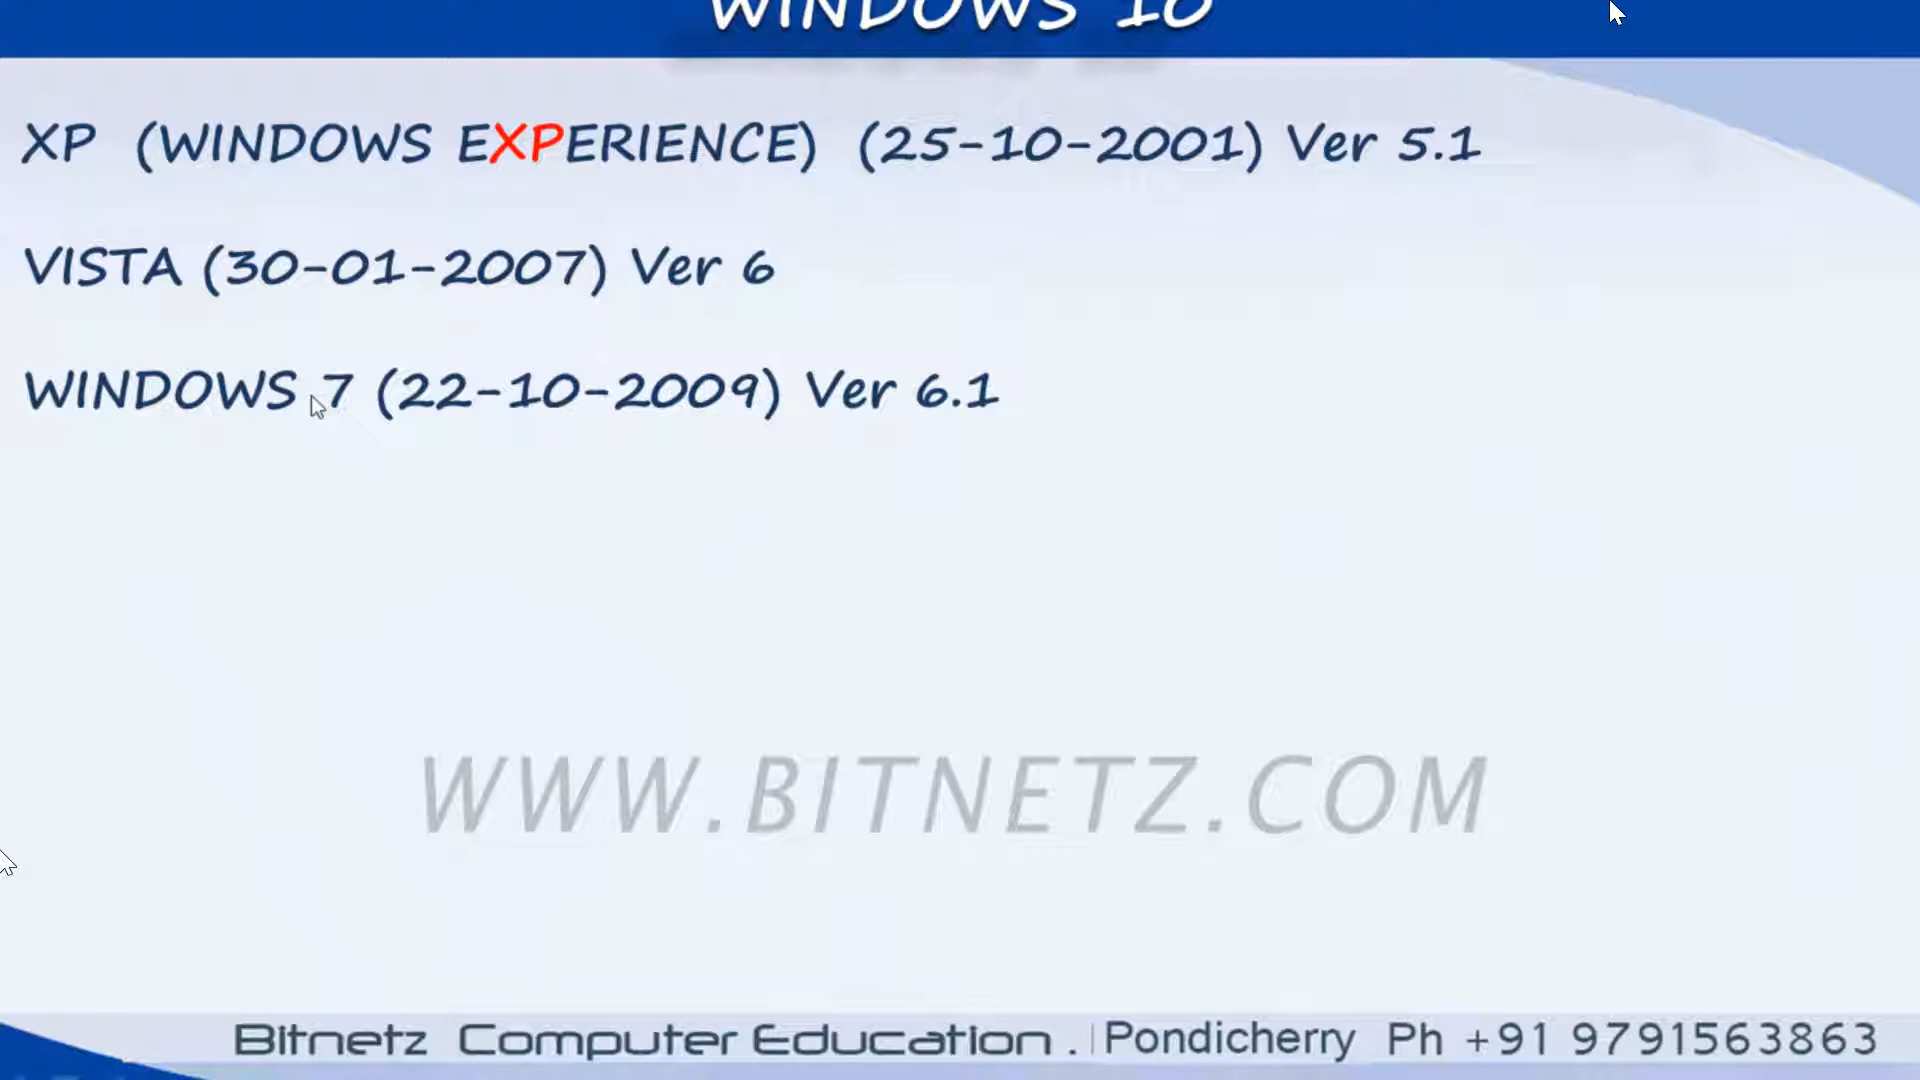 WINDOWS 10
XP (WINDOWS EXPERIENCE) (25-10-2001) Ver 5.1
VISTA (30-01-2007) Ver 6
WINDOWS 7 (22-10-2009) Ver 6.1
WWW.BITNETZ.COM
Bitnetz Computer Education . Pondicherry Ph +91 9791563863